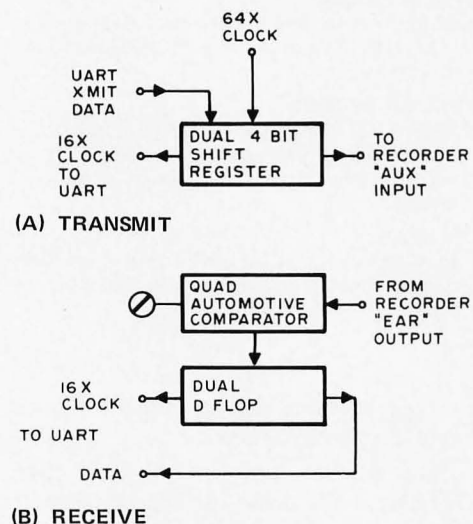 64X
CLOCK
UART
XMIT
DATA
16X
CLOCK
TO
UART
DUAL 4 BIT
SHIFT
REGISTER
TO
RECORDER
"AUX"
INPUT
(A) TRANSMIT
QUAD
AUTOMOTIVE
COMPARATOR
FROM
RECORDER
"EAR"
OUTPUT
16X
CLOCK
DUAL
D FLOP
TO UART
DATA
(B) RECEIVE